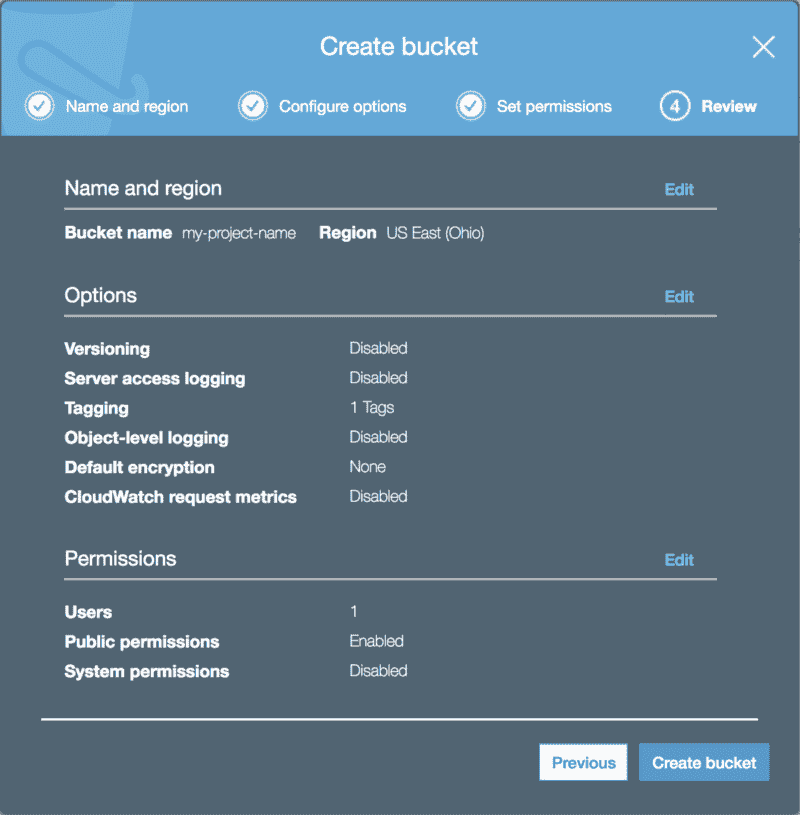 Create bucket
Name and region Configure options Set permissions 4 Review
Name and region Edit
Bucket name my-project-name Region US East (Ohio)
Options Edit
Versioning Disabled
Server access logging Disabled
Tagging 1 Tags
Object-level logging Disabled
Default encryption None
CloudWatch request metrics Disabled
Permissions Edit
Users 1
Public permissions Enabled
System permissions Disabled
Previous Create bucket